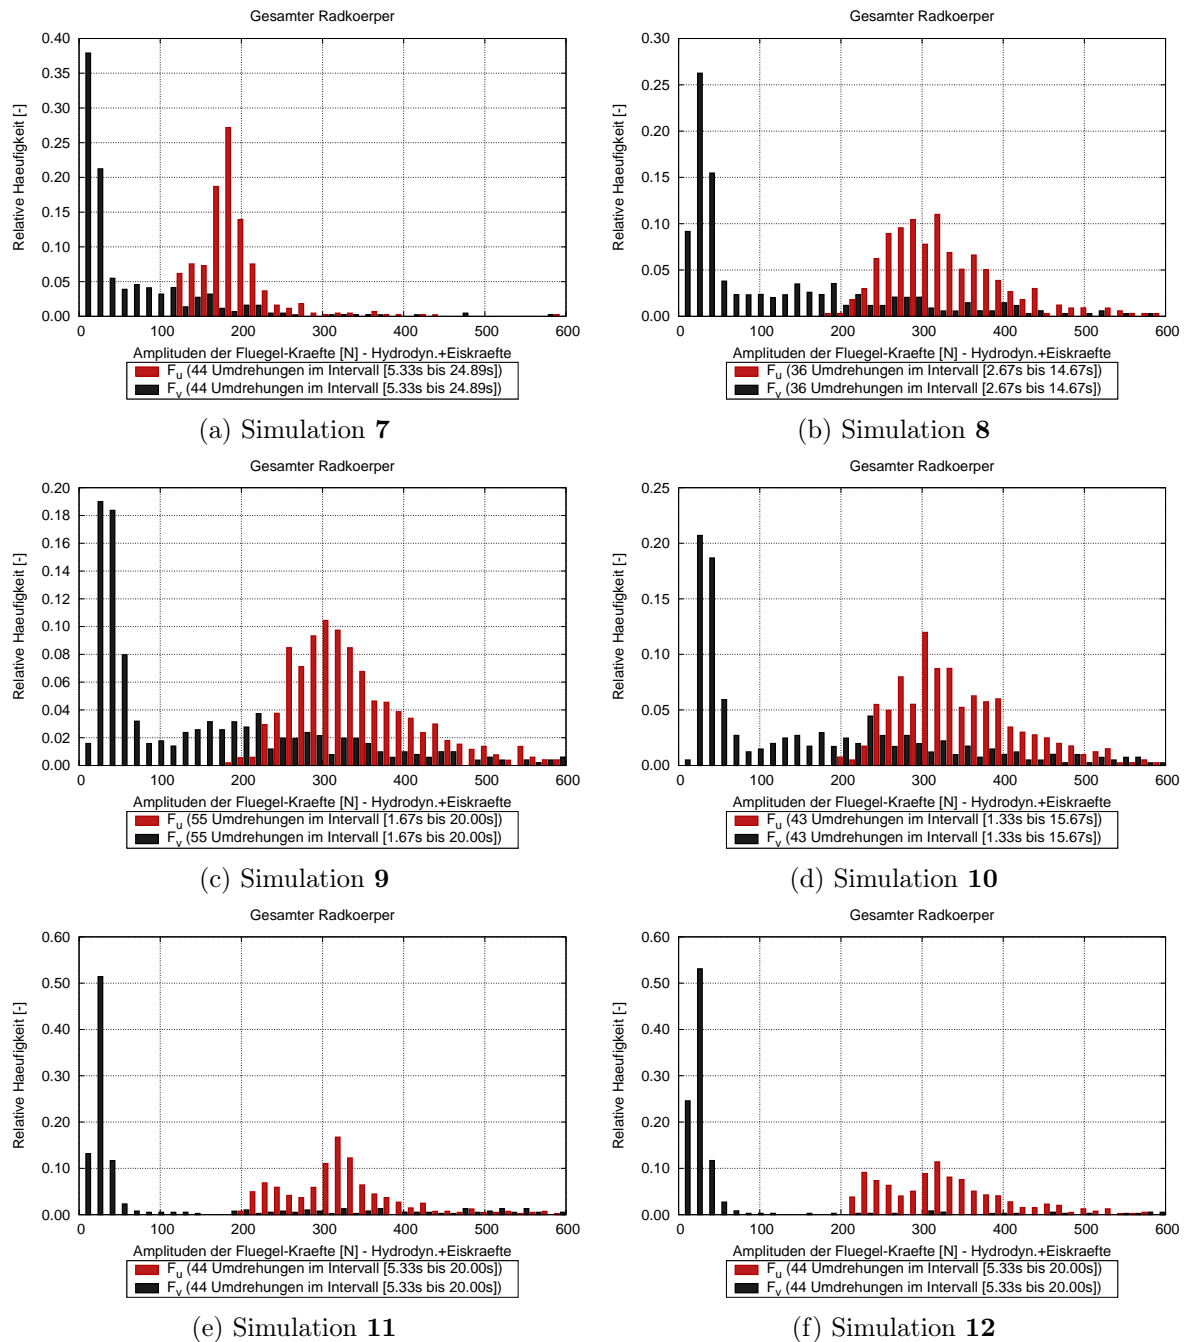 Gesamter Radkoerper
0.40
0.35
0.30
0.25
0.20
0.15
0.10
0.05
0.00
Relative Haeufigkeit [-]
0 100 200 300 400 500 600
Amplituden der Fluegel-Kraefte [N] - Hydrodyn.+Eiskraefte
F_u (44 Umdrehungen im Intervall [5.33s bis 24.89s])
F_v (44 Umdrehungen im Intervall [5.33s bis 24.89s])
(a) Simulation 7
Gesamter Radkoerper
0.30
0.25
0.20
0.15
0.10
0.05
0.00
Relative Haeufigkeit [-]
0 100 200 300 400 500 600
Amplituden der Fluegel-Kraefte [N] - Hydrodyn.+Eiskraefte
F_u (36 Umdrehungen im Intervall [2.67s bis 14.67s])
F_v (36 Umdrehungen im Intervall [2.67s bis 14.67s])
(b) Simulation 8
Gesamter Radkoerper
0.20
0.18
0.16
0.14
0.12
0.10
0.08
0.06
0.04
0.02
0.00
Relative Haeufigkeit [-]
0 100 200 300 400 500 600
Amplituden der Fluegel-Kraefte [N] - Hydrodyn.+Eiskraefte
F_u (55 Umdrehungen im Intervall [1.67s bis 20.00s])
F_v (55 Umdrehungen im Intervall [1.67s bis 20.00s])
(c) Simulation 9
Gesamter Radkoerper
0.25
0.20
0.15
0.10
0.05
0.00
Relative Haeufigkeit [-]
0 100 200 300 400 500 600
Amplituden der Fluegel-Kraefte [N] - Hydrodyn.+Eiskraefte
F_u (43 Umdrehungen im Intervall [1.33s bis 15.67s])
F_v (43 Umdrehungen im Intervall [1.33s bis 15.67s])
(d) Simulation 10
Gesamter Radkoerper
0.60
0.50
0.40
0.30
0.20
0.10
0.00
Relative Haeufigkeit [-]
0 100 200 300 400 500 600
Amplituden der Fluegel-Kraefte [N] - Hydrodyn.+Eiskraefte
F_u (44 Umdrehungen im Intervall [5.33s bis 20.00s])
F_v (44 Umdrehungen im Intervall [5.33s bis 20.00s])
(e) Simulation 11
Gesamter Radkoerper
0.60
0.50
0.40
0.30
0.20
0.10
0.00
Relative Haeufigkeit [-]
0 100 200 300 400 500 600
Amplituden der Fluegel-Kraefte [N] - Hydrodyn.+Eiskraefte
F_u (44 Umdrehungen im Intervall [5.33s bis 20.00s])
F_v (44 Umdrehungen im Intervall [5.33s bis 20.00s])
(f) Simulation 12